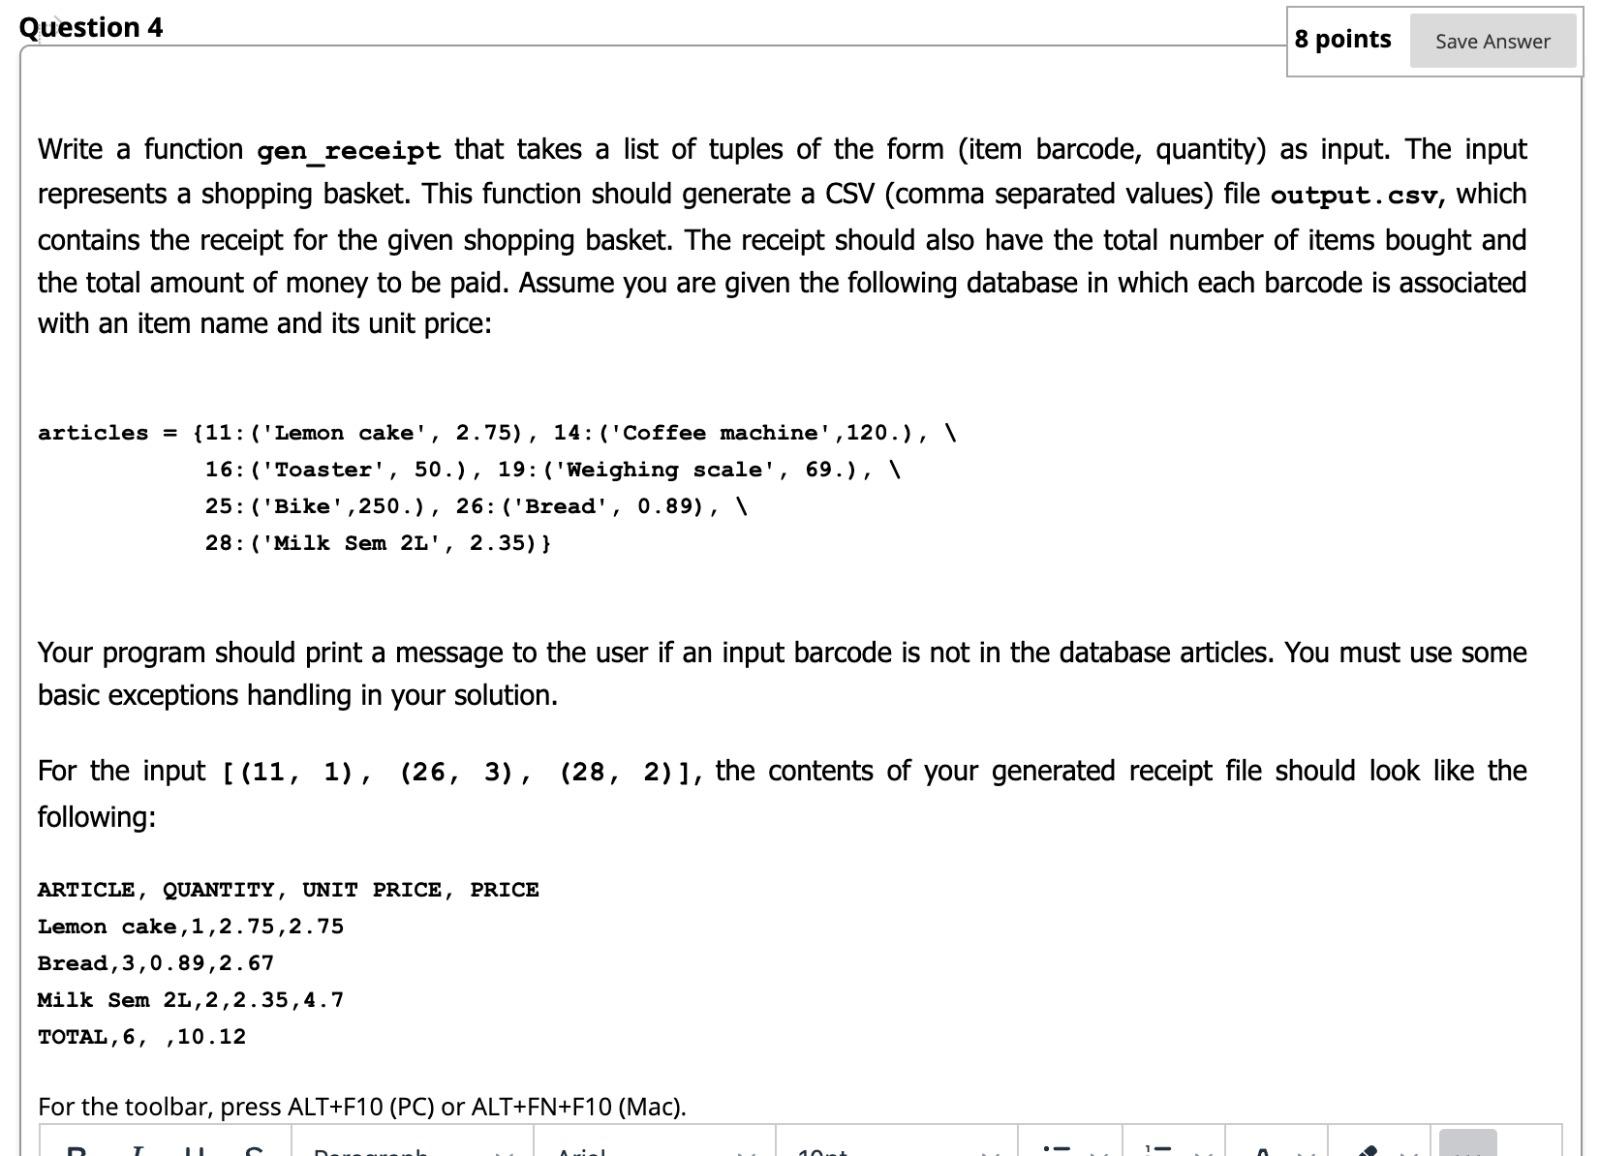 Question 4
8 points
Save Answer
Write a function gen_receipt that takes a list of tuples of the form (item barcode, quantity) as input. The input
represents a shopping basket. This function should generate a CSV (comma separated values) file output.csv, which
contains the receipt for the given shopping basket. The receipt should also have the total number of items bought and
the total amount of money to be paid. Assume you are given the following database in which each barcode is associated
with an item name and its unit price:
articles = {11:('Lemon cake', 2.75), 14:('Coffee machine',120.), \
16:('Toaster', 50.), 19:('Weighing scale', 69.), \
25:('Bike',250.), 26:('Bread', 0.89), \
28:('Milk Sem 2L', 2.35)}
Your program should print a message to the user if an input barcode is not in the database articles. You must use some
basic exceptions handling in your solution.
For the input [(11, 1), (26, 3), (28, 2)], the contents of your generated receipt file should look like the
following:
ARTICLE, QUANTITY, UNIT PRICE, PRICE
Lemon cake,1,2.75,2.75
Bread,3,0.89,2.67
Milk Sem 2L,2,2.35,4.7
TOTAL,6, ,10.12
For the toolbar, press ALT+F10 (PC) or ALT+FN+F10 (Mac).
B I U S Paragraph Arial 10pt A